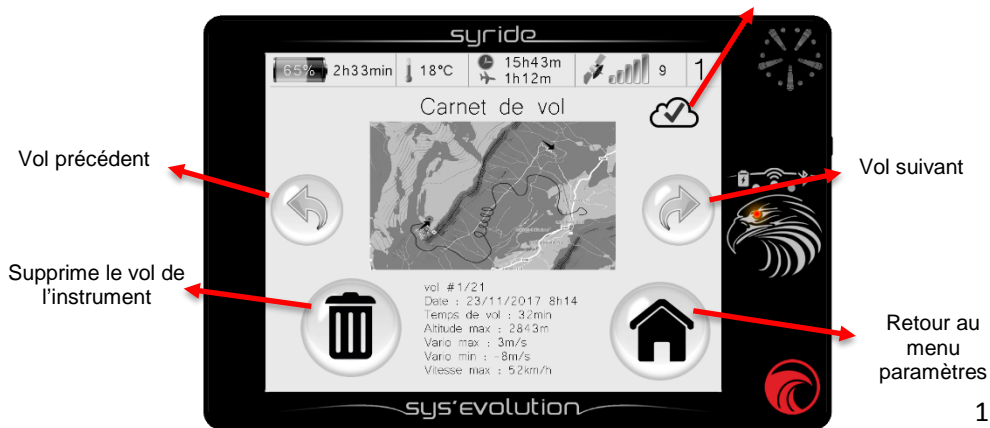 syride
65% 2h33min 18°C 15h43m 1h12m 9 1
Carnet de vol
Vol précédent
Vol suivant
Supprime le vol de
l'instrument
vol #1/21
Date : 23/11/2017 8h14
Temps de vol : 32min
Altitude max : 2843m
Vario max : 3m/s
Vario min : -8m/s
Vitesse max : 52km/h
Retour au
menu
paramètres
sys'evolution
1